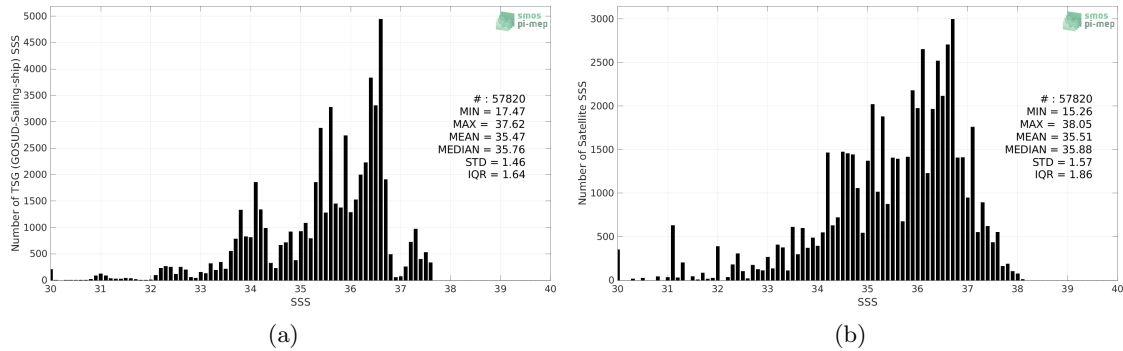 5000
4500
4000
3500
3000
2500
2000
1500
1000
500
0
Number of TSG (GOSUD-Sailing-ship) SSS
smos
pi-mep
# : 57820
MIN = 17.47
MAX = 37.62
MEAN = 35.47
MEDIAN = 35.76
STD = 1.46
IQR = 1.64
30 31 32 33 34 35 36 37 38 39 40
SSS
(a)
3000
2500
2000
1500
1000
500
0
Number of Satellite SSS
smos
pi-mep
# : 57820
MIN = 15.26
MAX = 38.05
MEAN = 35.51
MEDIAN = 35.88
STD = 1.57
IQR = 1.86
30 31 32 33 34 35 36 37 38 39 40
SSS
(b)